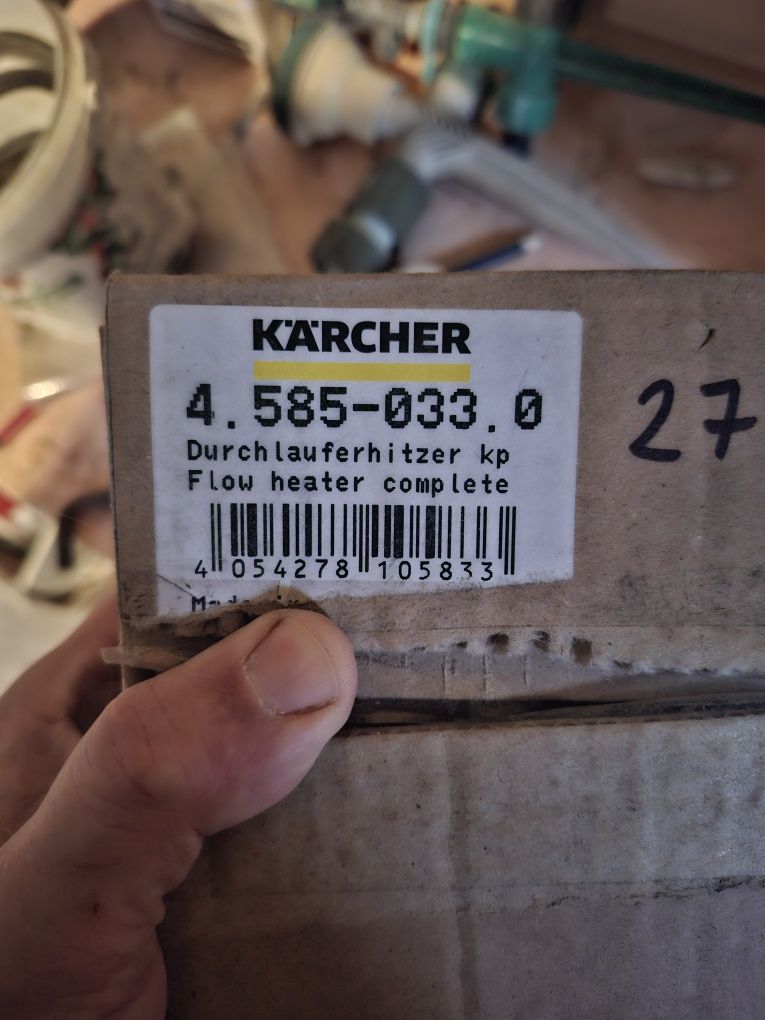 KÄRCHER
4.585-033.0
Durchlauferhitzer kp
Flow heater complete
4 054278 105833
27